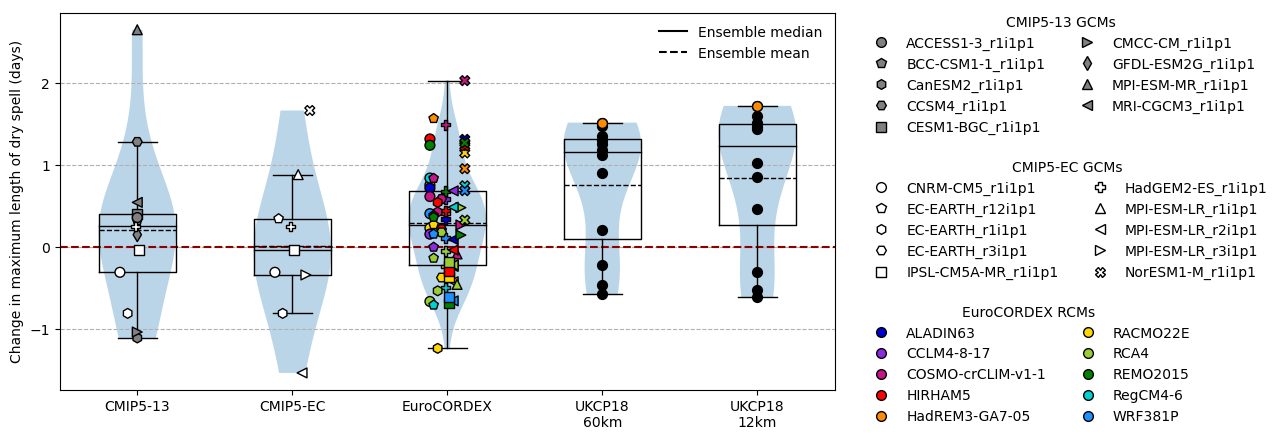 Change in maximum length of dry spell (days)
2
1
0
−1
Ensemble median
Ensemble mean
CMIP5-13
CMIP5-EC
EuroCORDEX
UKCP18
60km
UKCP18
12km
CMIP5-13 GCMs
ACCESS1-3_r1i1p1
BCC-CSM1-1_r1i1p1
CanESM2_r1i1p1
CCSM4_r1i1p1
CESM1-BGC_r1i1p1
CMCC-CM_r1i1p1
GFDL-ESM2G_r1i1p1
MPI-ESM-MR_r1i1p1
MRI-CGCM3_r1i1p1
CMIP5-EC GCMs
CNRM-CM5_r1i1p1
EC-EARTH_r12i1p1
EC-EARTH_r1i1p1
EC-EARTH_r3i1p1
IPSL-CM5A-MR_r1i1p1
HadGEM2-ES_r1i1p1
MPI-ESM-LR_r1i1p1
MPI-ESM-LR_r2i1p1
MPI-ESM-LR_r3i1p1
NorESM1-M_r1i1p1
EuroCORDEX RCMs
ALADIN63
CCLM4-8-17
COSMO-crCLIM-v1-1
HIRHAM5
HadREM3-GA7-05
RACMO22E
RCA4
REMO2015
RegCM4-6
WRF381P